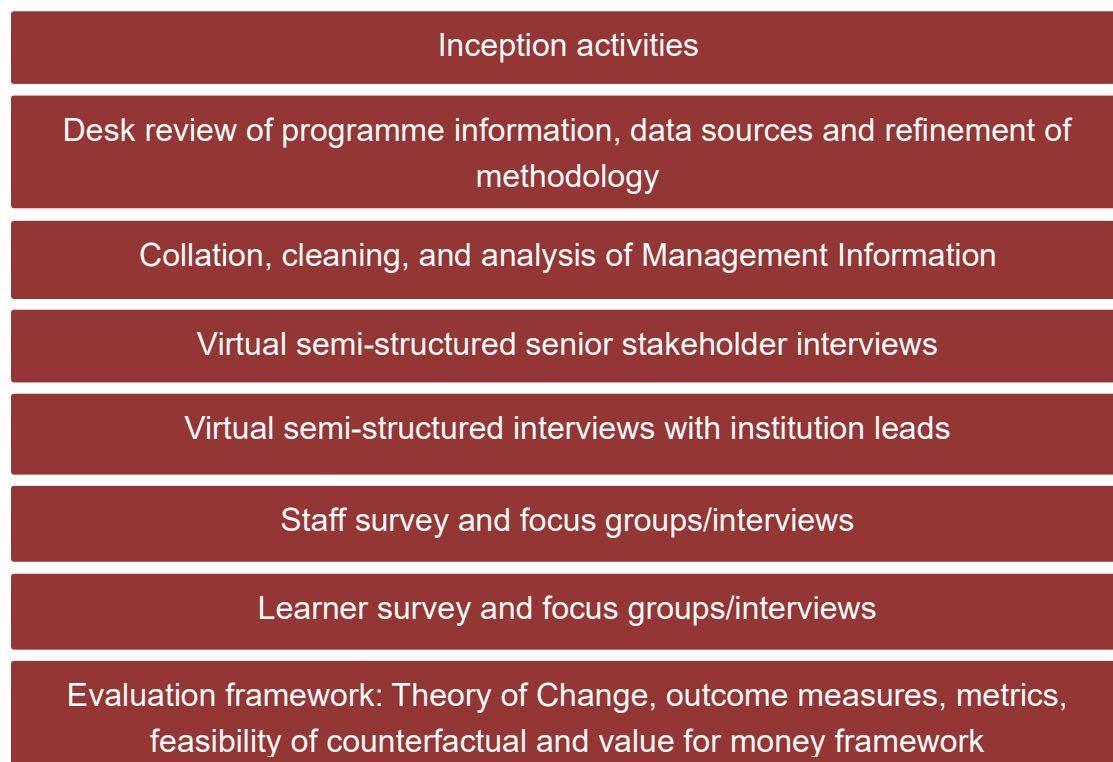 Inception activities
Desk review of programme information, data sources and refinement of
methodology
Collation, cleaning, and analysis of Management Information
Virtual semi-structured senior stakeholder interviews
Virtual semi-structured interviews with institution leads
Staff survey and focus groups/interviews
Learner survey and focus groups/interviews
Evaluation framework: Theory of Change, outcome measures, metrics,
feasibility of counterfactual and value for money framework